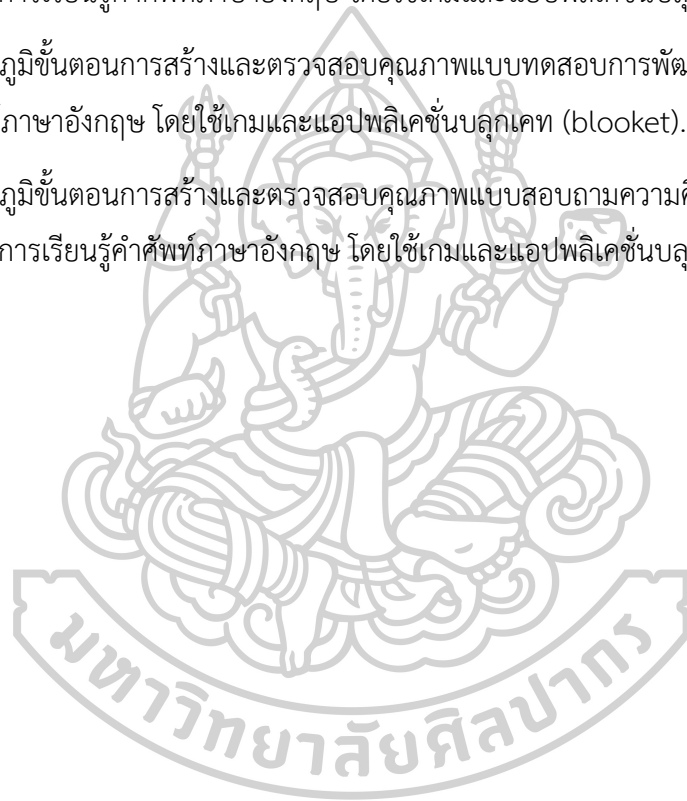 การเรียนรู้คำศัพท์ภาษาอังกฤษ โดยใช้เกมและแอปพลิเคชั่นบลุ
ภูมิขั้นตอนการสร้างและตรวจสอบคุณภาพแบบทดสอบการพัฒ
ภาษาอังกฤษ โดยใช้เกมและแอปพลิเคชั่นบลุกเคท (blooket).
ภูมิขั้นตอนการสร้างและตรวจสอบคุณภาพแบบสอบถามความคิ
การเรียนรู้คำศัพท์ภาษาอังกฤษ โดยใช้เกมและแอปพลิเคชั่นบลุ
มหาวิทยาลัยศิลปากร